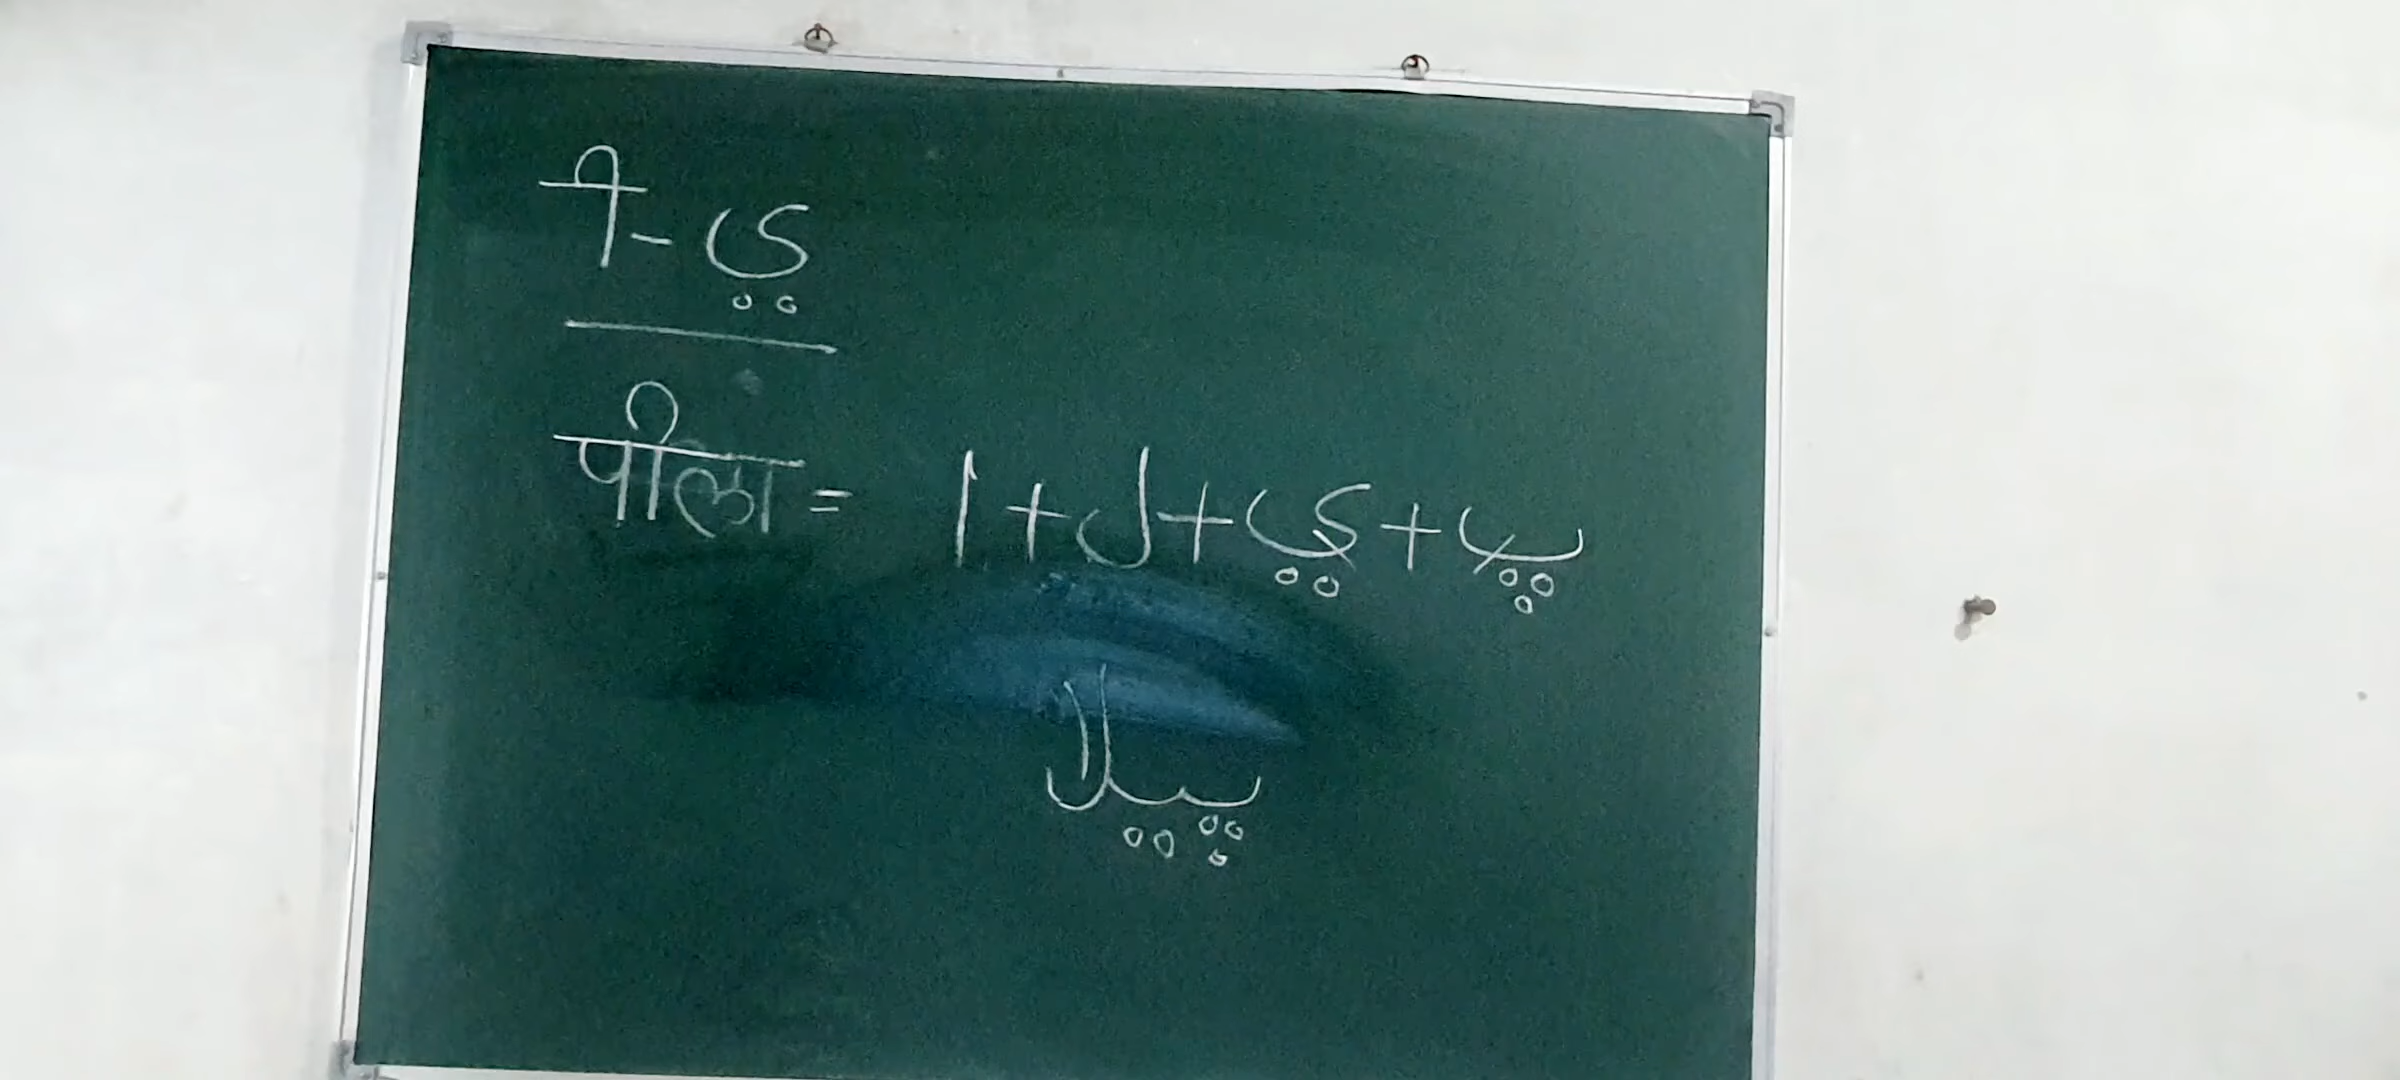 ी - ی
पीला = ا + ل + ی + پ
پیلا